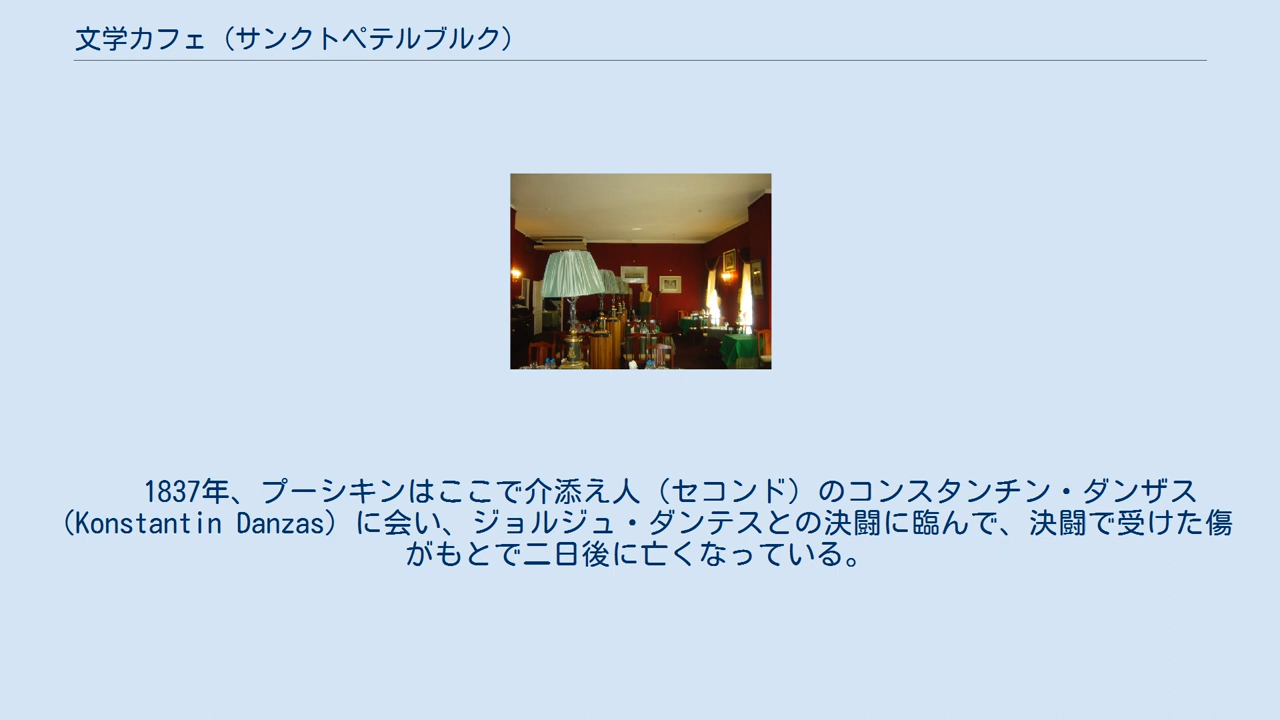 文学カフェ（サンクトペテルブルク）
1837年、プーシキンはここで介添え人（セコンド）のコンスタンチン・ダンザス
（Konstantin Danzas）に会い、ジョルジュ・ダンテスとの決闘に臨んで、決闘で受けた傷
がもとで二日後に亡くなっている。